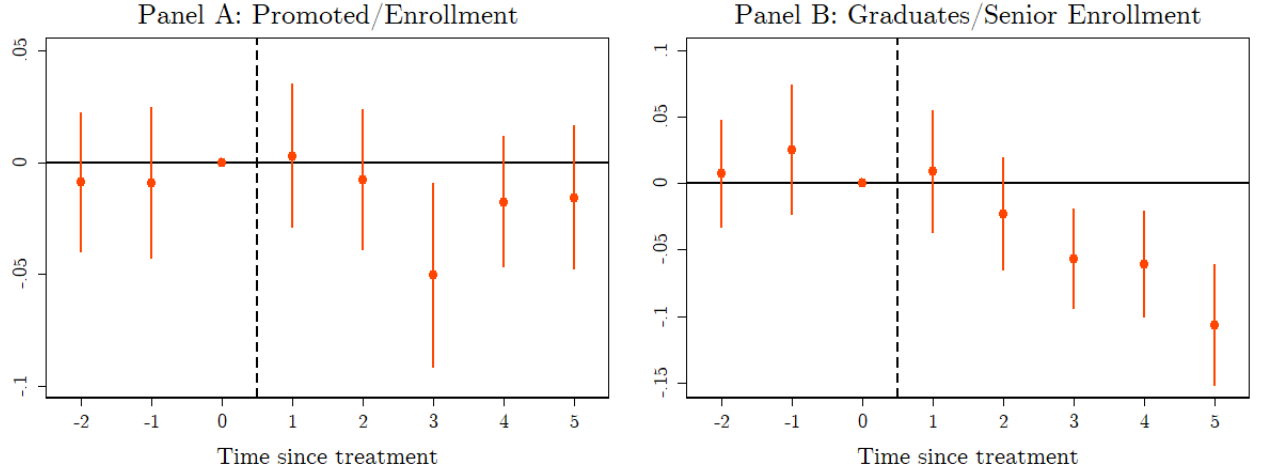 Panel A: Promoted/Enrollment
.05
0
-.05
-.1
-2 -1 0 1 2 3 4 5
Time since treatment
Panel B: Graduates/Senior Enrollment
.1
.05
0
-.05
-.1
-.15
-2 -1 0 1 2 3 4 5
Time since treatment